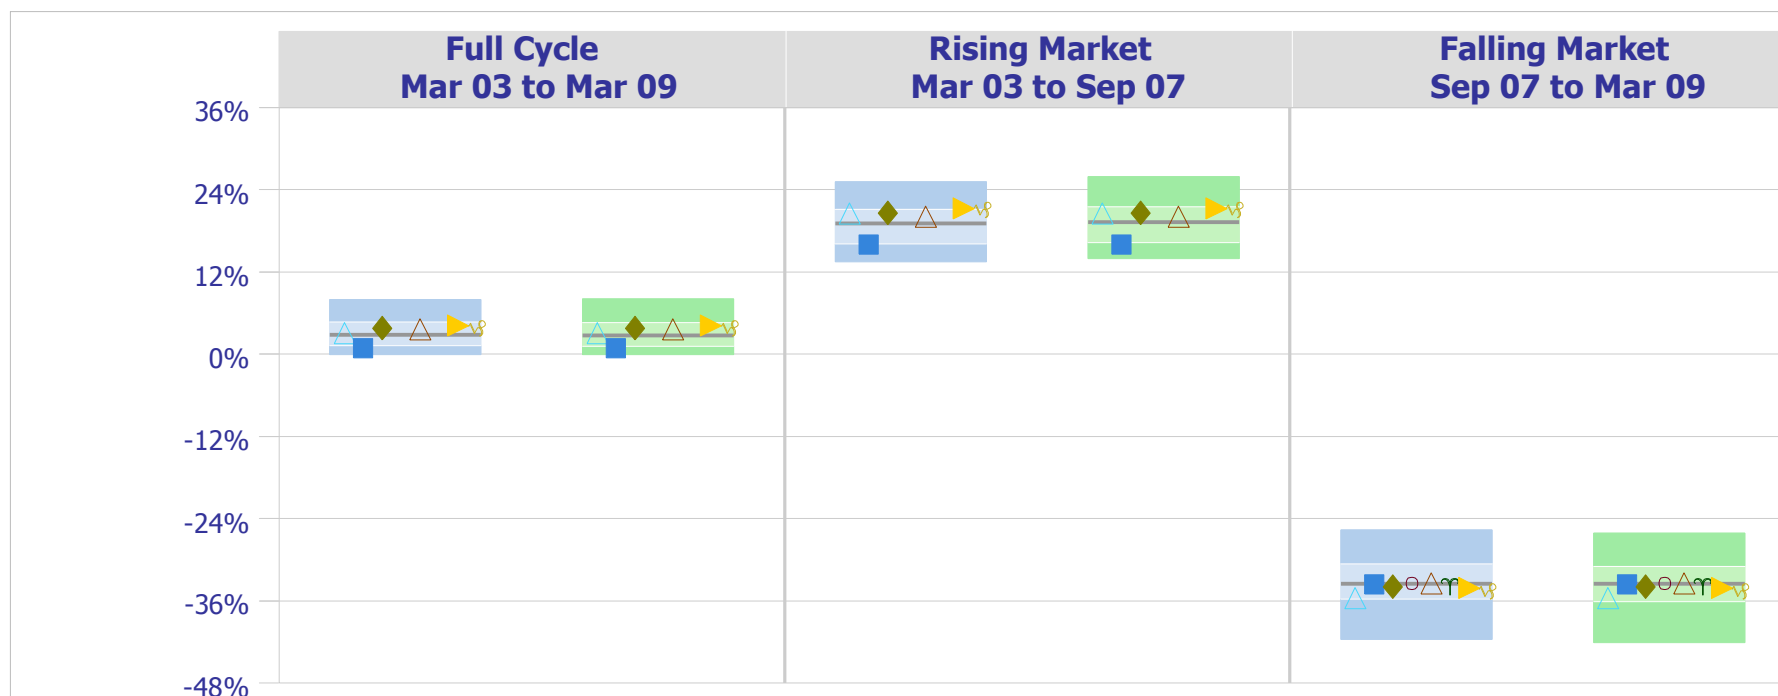 Full Cycle
Mar 03 to Mar 09
Rising Market
Mar 03 to Sep 07
Falling Market
Sep 07 to Mar 09
36%
24%
12%
0%
-12%
-24%
-36%
-48%